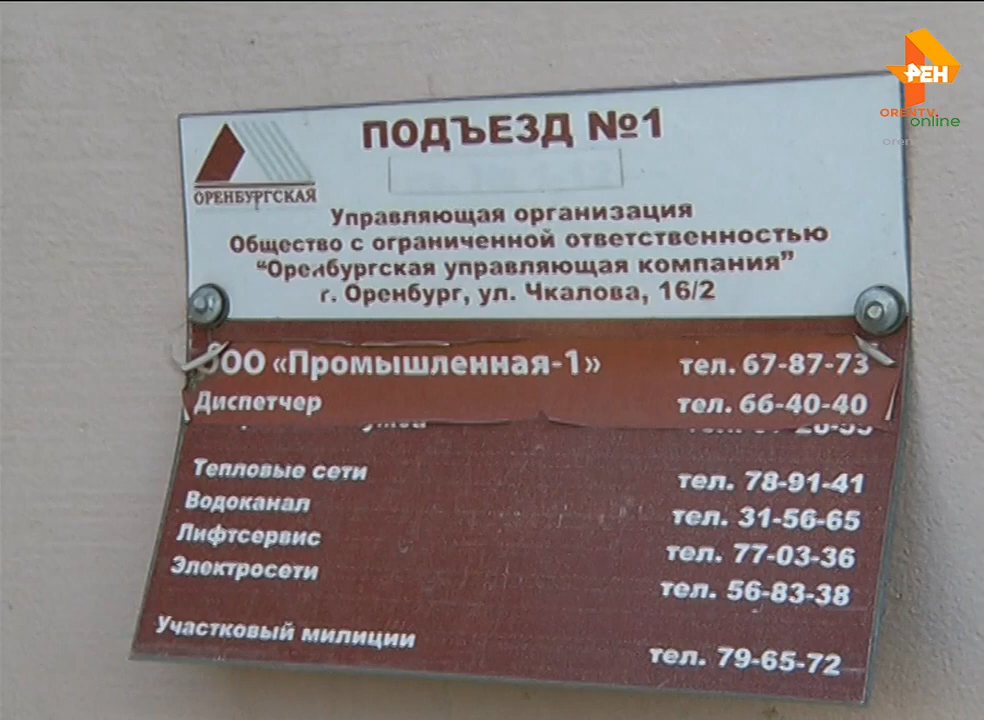 РЕН
ORENTV.
online
ПОДЪЕЗД №1
ОРЕНБУРГСКАЯ
Управляющая организация
Общество с ограниченной ответственностью
“Оренбургская управляющая компания”
г. Оренбург, ул. Чкалова, 16/2
ООО «Промышленная-1» тел. 67-87-73
Диспетчер тел. 66-40-40
Тепловые сети тел. 78-91-41
Водоканал тел. 31-56-65
Лифтсервис тел. 77-03-36
Электросети тел. 56-83-38
Участковый милиции тел. 79-65-72